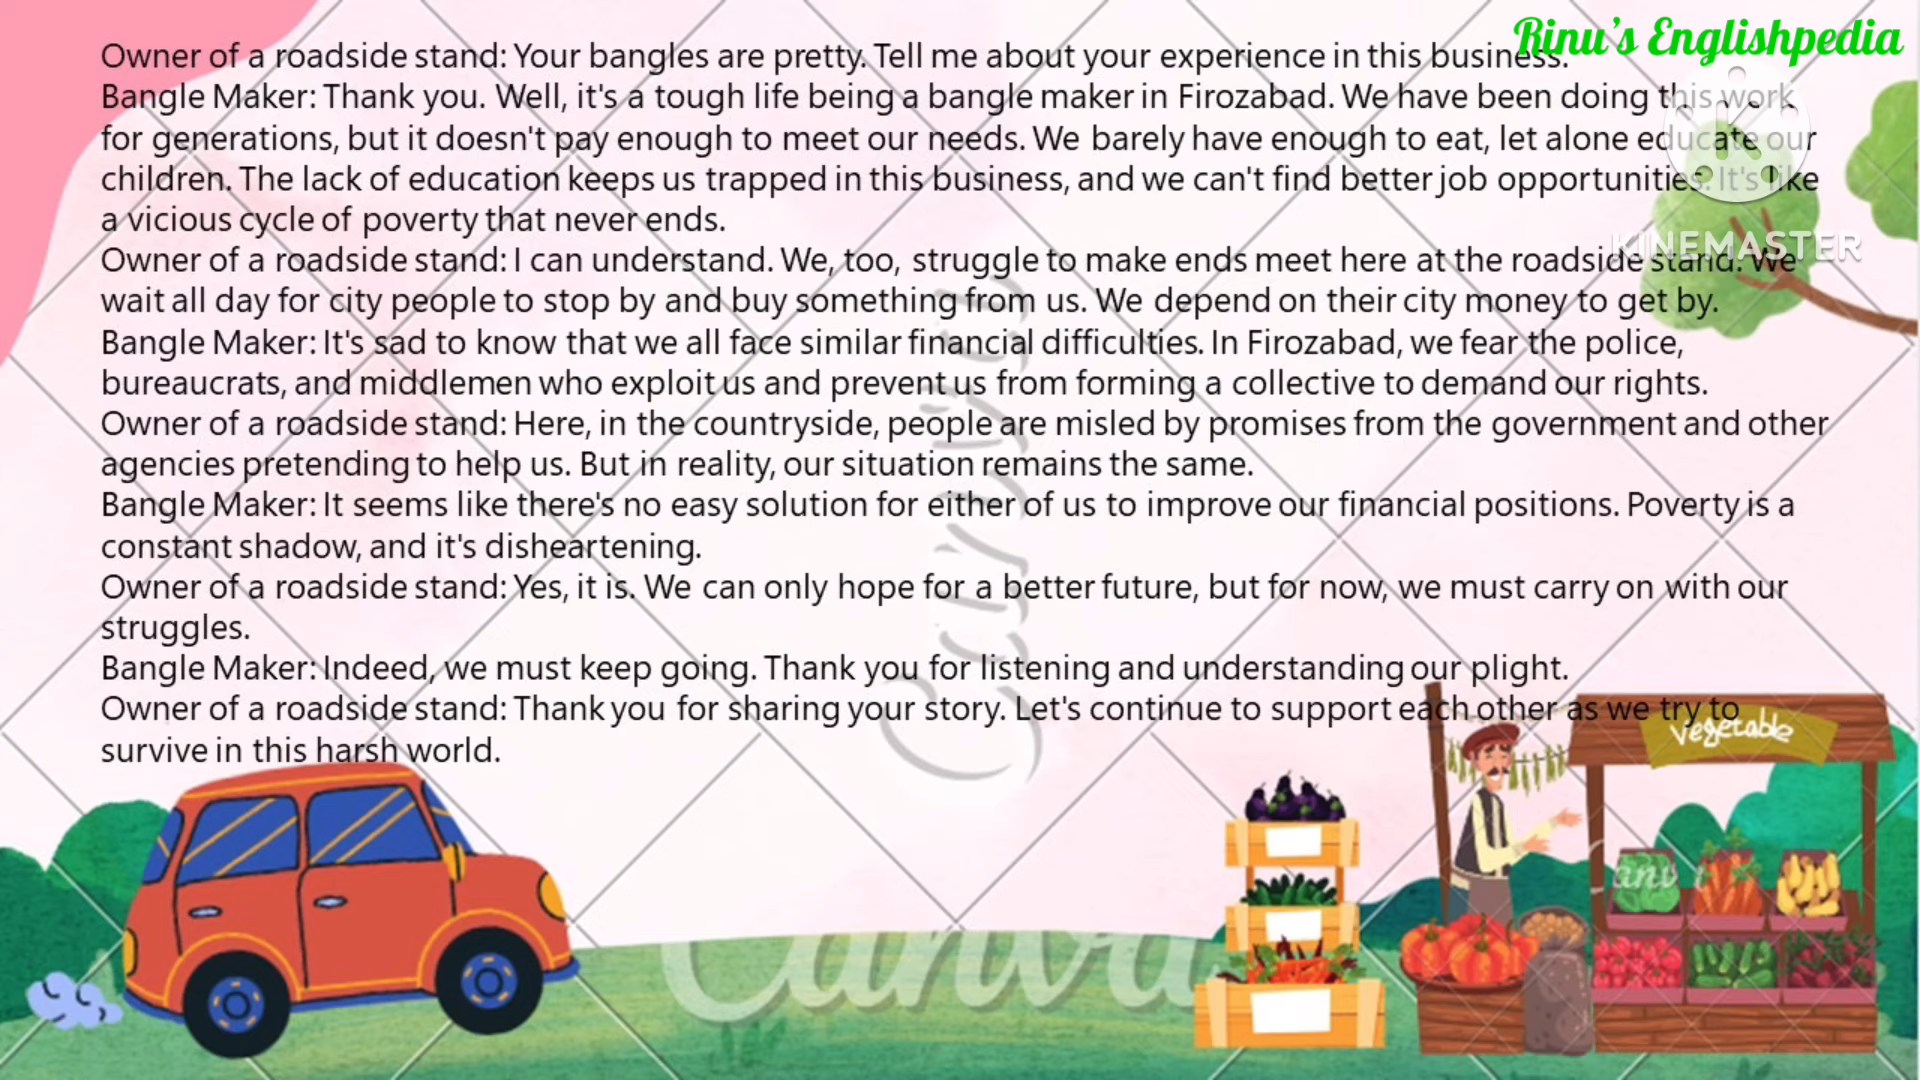 Rinu's Englishpedia
Owner of a roadside stand: Your bangles are pretty. Tell me about your experience in this business.
Bangle Maker: Thank you. Well, it's a tough life being a bangle maker in Firozabad. We have been doing this work
for generations, but it doesn't pay enough to meet our needs. We barely have enough to eat, let alone educate our
children. The lack of education keeps us trapped in this business, and we can't find better job opportunities. It's like
a vicious cycle of poverty that never ends.
KINEMASTER
Owner of a roadside stand: I can understand. We, too, struggle to make ends meet here at the roadside stand. We
wait all day for city people to stop by and buy something from us. We depend on their city money to get by.
Bangle Maker: It's sad to know that we all face similar financial difficulties. In Firozabad, we fear the police,
bureaucrats, and middlemen who exploit us and prevent us from forming a collective to demand our rights.
Owner of a roadside stand: Here, in the countryside, people are misled by promises from the government and other
agencies pretending to help us. But in reality, our situation remains the same.
Bangle Maker: It seems like there's no easy solution for either of us to improve our financial positions. Poverty is a
constant shadow, and it's disheartening.
Owner of a roadside stand: Yes, it is. We can only hope for a better future, but for now, we must carry on with our
struggles.
Bangle Maker: Indeed, we must keep going. Thank you for listening and understanding our plight.
Owner of a roadside stand: Thank you for sharing your story. Let's continue to support each other as we try to
survive in this harsh world.
Vegetable
Canva
Canva